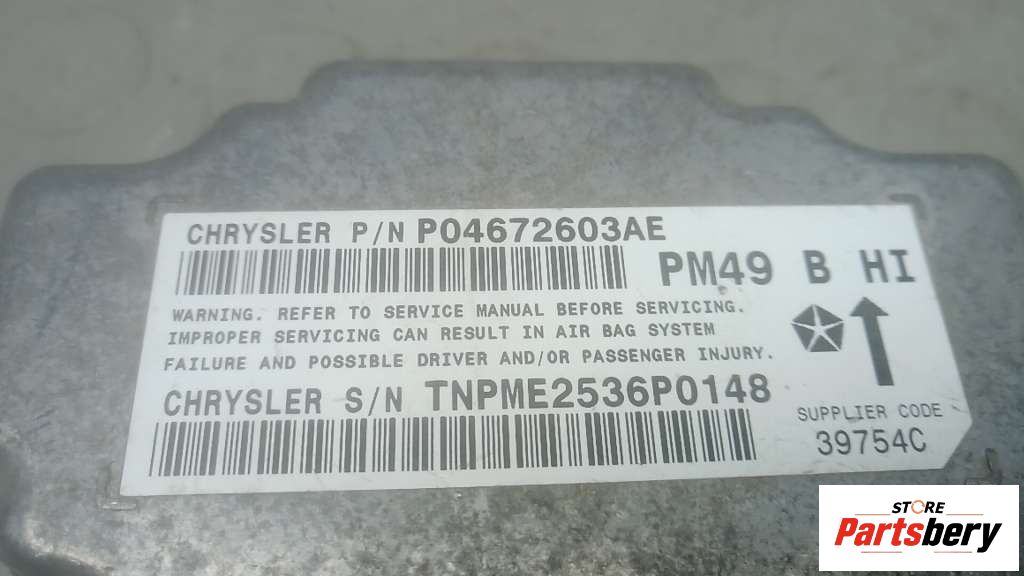 CHRYSLER P/N P04672603AE
PM49 B HI
WARNING. REFER TO SERVICE MANUAL BEFORE SERVICING.
IMPROPER SERVICING CAN RESULT IN AIR BAG SYSTEM
FAILURE AND POSSIBLE DRIVER AND/OR PASSENGER INJURY.
CHRYSLER S/N TNPME2536P0148
SUPPLIER CODE
39754C
STORE
Partsbery